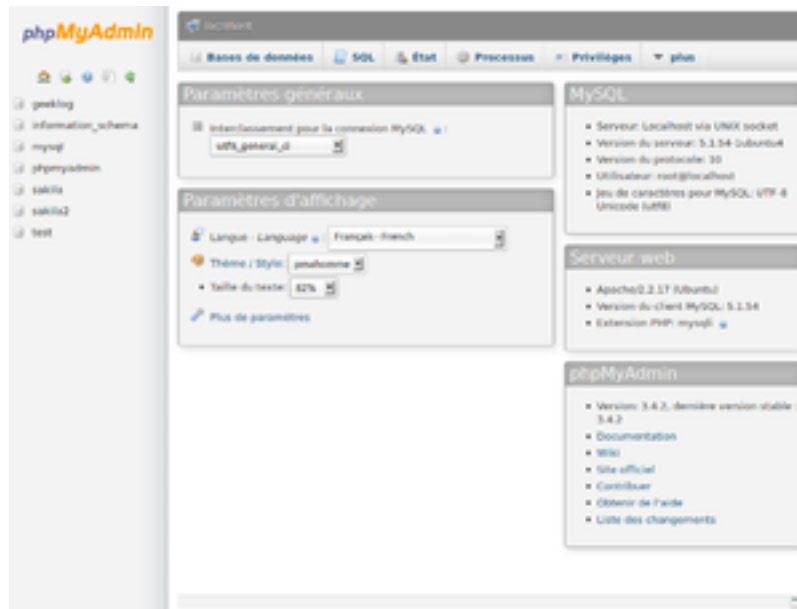 phpMyAdmin
geeklog
information_schema
mysql
phpmyadmin
sakila
sakila2
test
localhost
Bases de données SQL État Processus Privilèges plus
Paramètres généraux
Interclassement pour la connexion MySQL :
utf8_general_ci
Paramètres d'affichage
Langue - Language : Français - French
Thème / Style: pmahomme
Taille du texte: 82%
Plus de paramètres
MySQL
Serveur: Localhost via UNIX socket
Version du serveur: 5.1.54-1ubuntu4
Version du protocole: 10
Utilisateur: root@localhost
Jeu de caractères pour MySQL: UTF-8
Unicode (utf8)
Serveur web
Apache/2.2.17 (Ubuntu)
Version du client MySQL: 5.1.54
Extension PHP: mysqli
phpMyAdmin
Version: 3.4.2, dernière version stable :
3.4.2
Documentation
Wiki
Site officiel
Contribuer
Obtenir de l'aide
Liste des changements